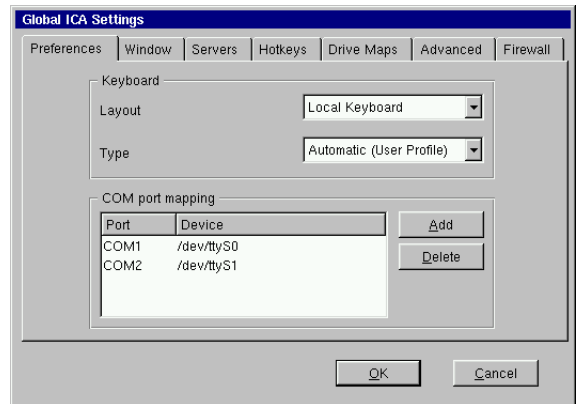 Global ICA Settings
Preferences Window Servers Hotkeys Drive Maps Advanced Firewall
Keyboard
Layout Local Keyboard
Type Automatic (User Profile)
COM port mapping
Port Device Add
COM1 /dev/ttyS0
COM2 /dev/ttyS1 Delete
OK Cancel